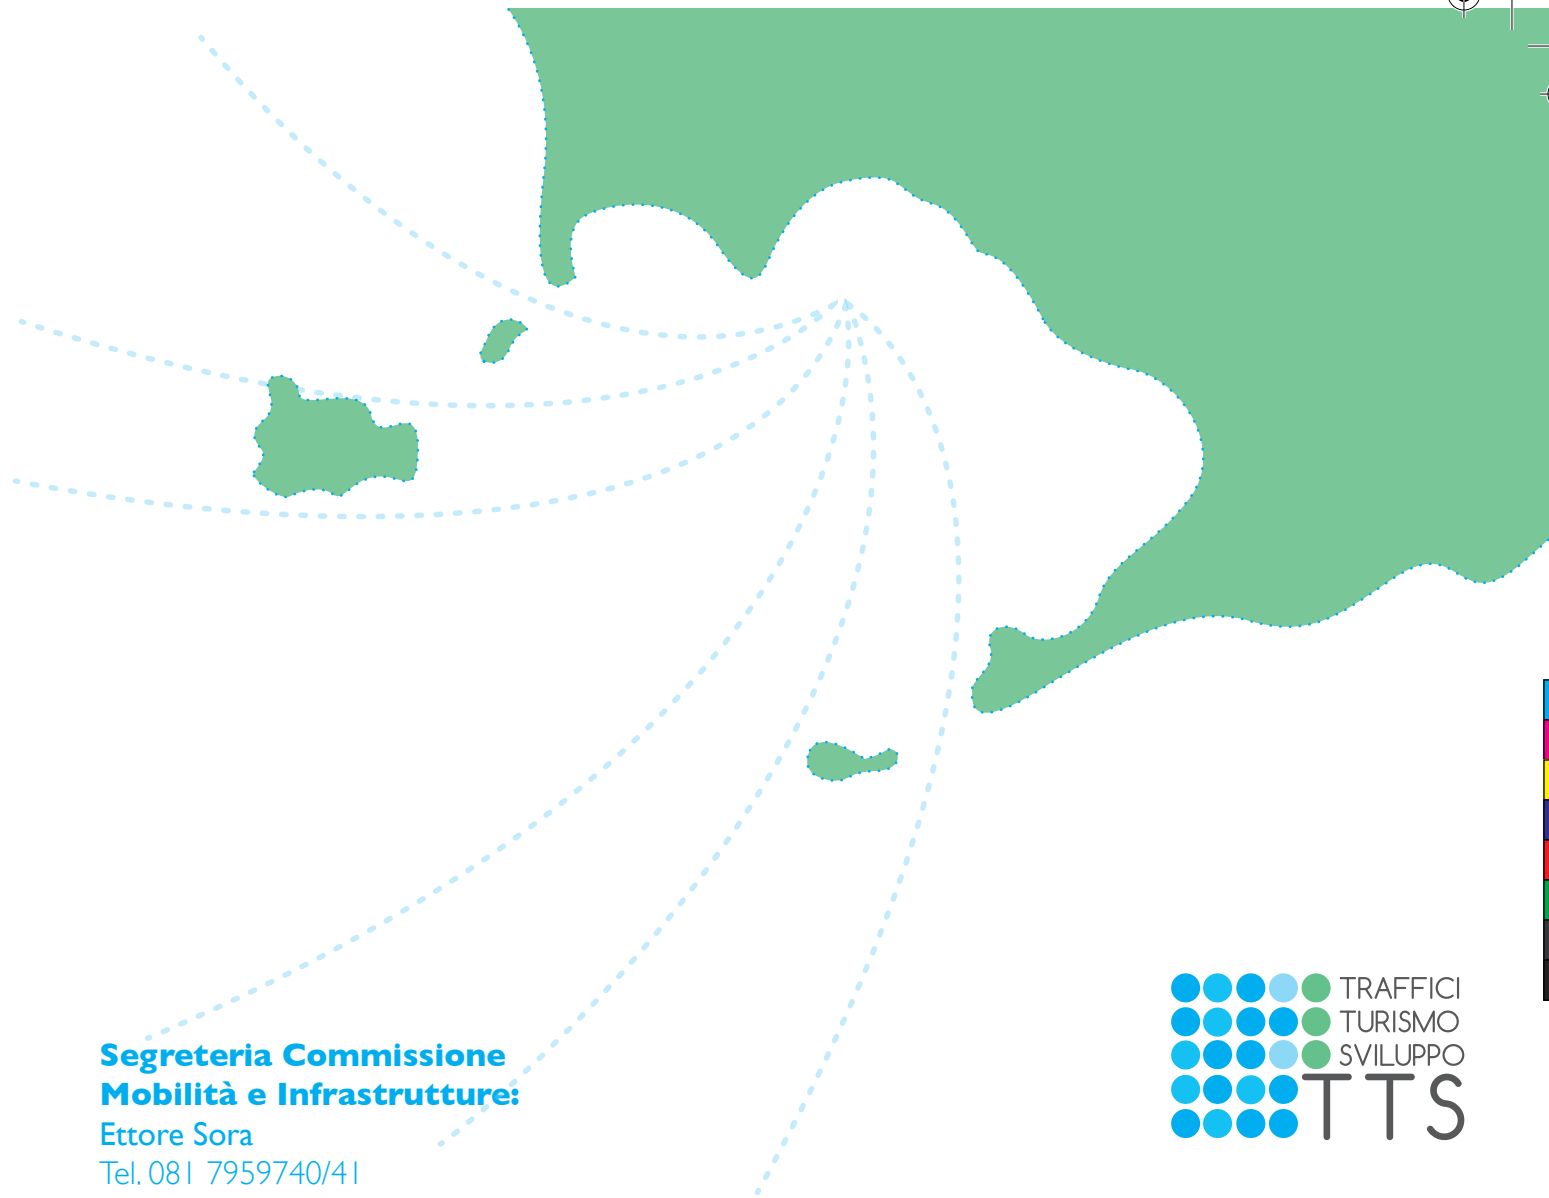 TRAFFICI
TURISMO
SVILUPPO
TTS
Segreteria Commissione
Mobilità e Infrastrutture:
Ettore Sora
Tel. 081 7959740/41